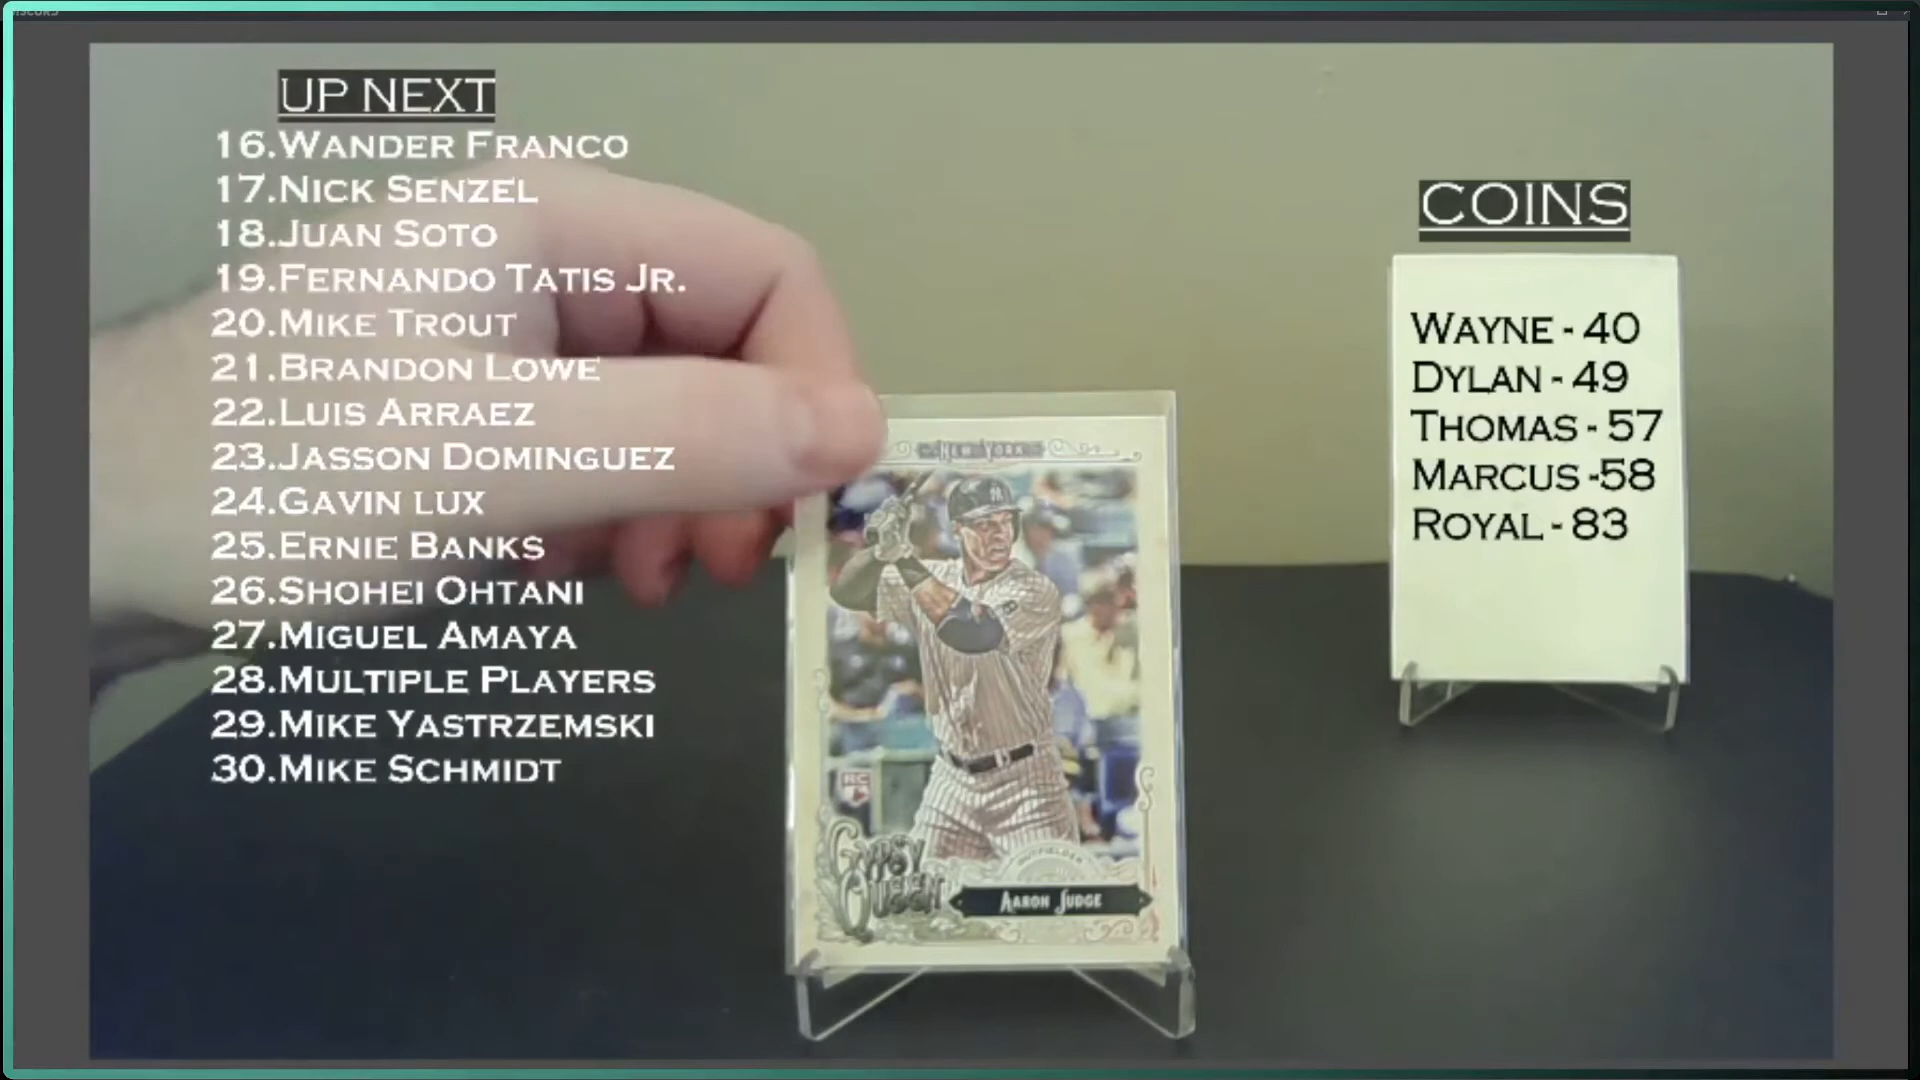 UP NEXT
16.Wander Franco
17.Nick Senzel
18.Juan Soto
19.Fernando Tatis Jr.
20.Mike Trout
21.Brandon Lowe
22.Luis Arraez
23.Jasson Dominguez
24.Gavin lux
25.Ernie Banks
26.Shohei Ohtani
27.Miguel Amaya
28.Multiple Players
29.Mike Yastrzemski
30.Mike Schmidt
COINS
Wayne - 40
Dylan - 49
Thomas - 57
Marcus -58
Royal - 83
New York
RC
Outfielder
Gypsy
Queen
Aaron Judge